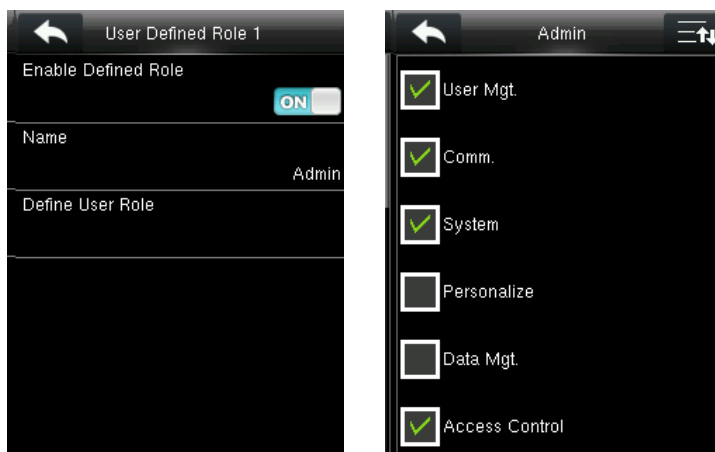 User Defined Role 1
Enable Defined Role
ON
Name
Admin
Define User Role
Admin
User Mgt.
Comm.
System
Personalize
Data Mgt.
Access Control